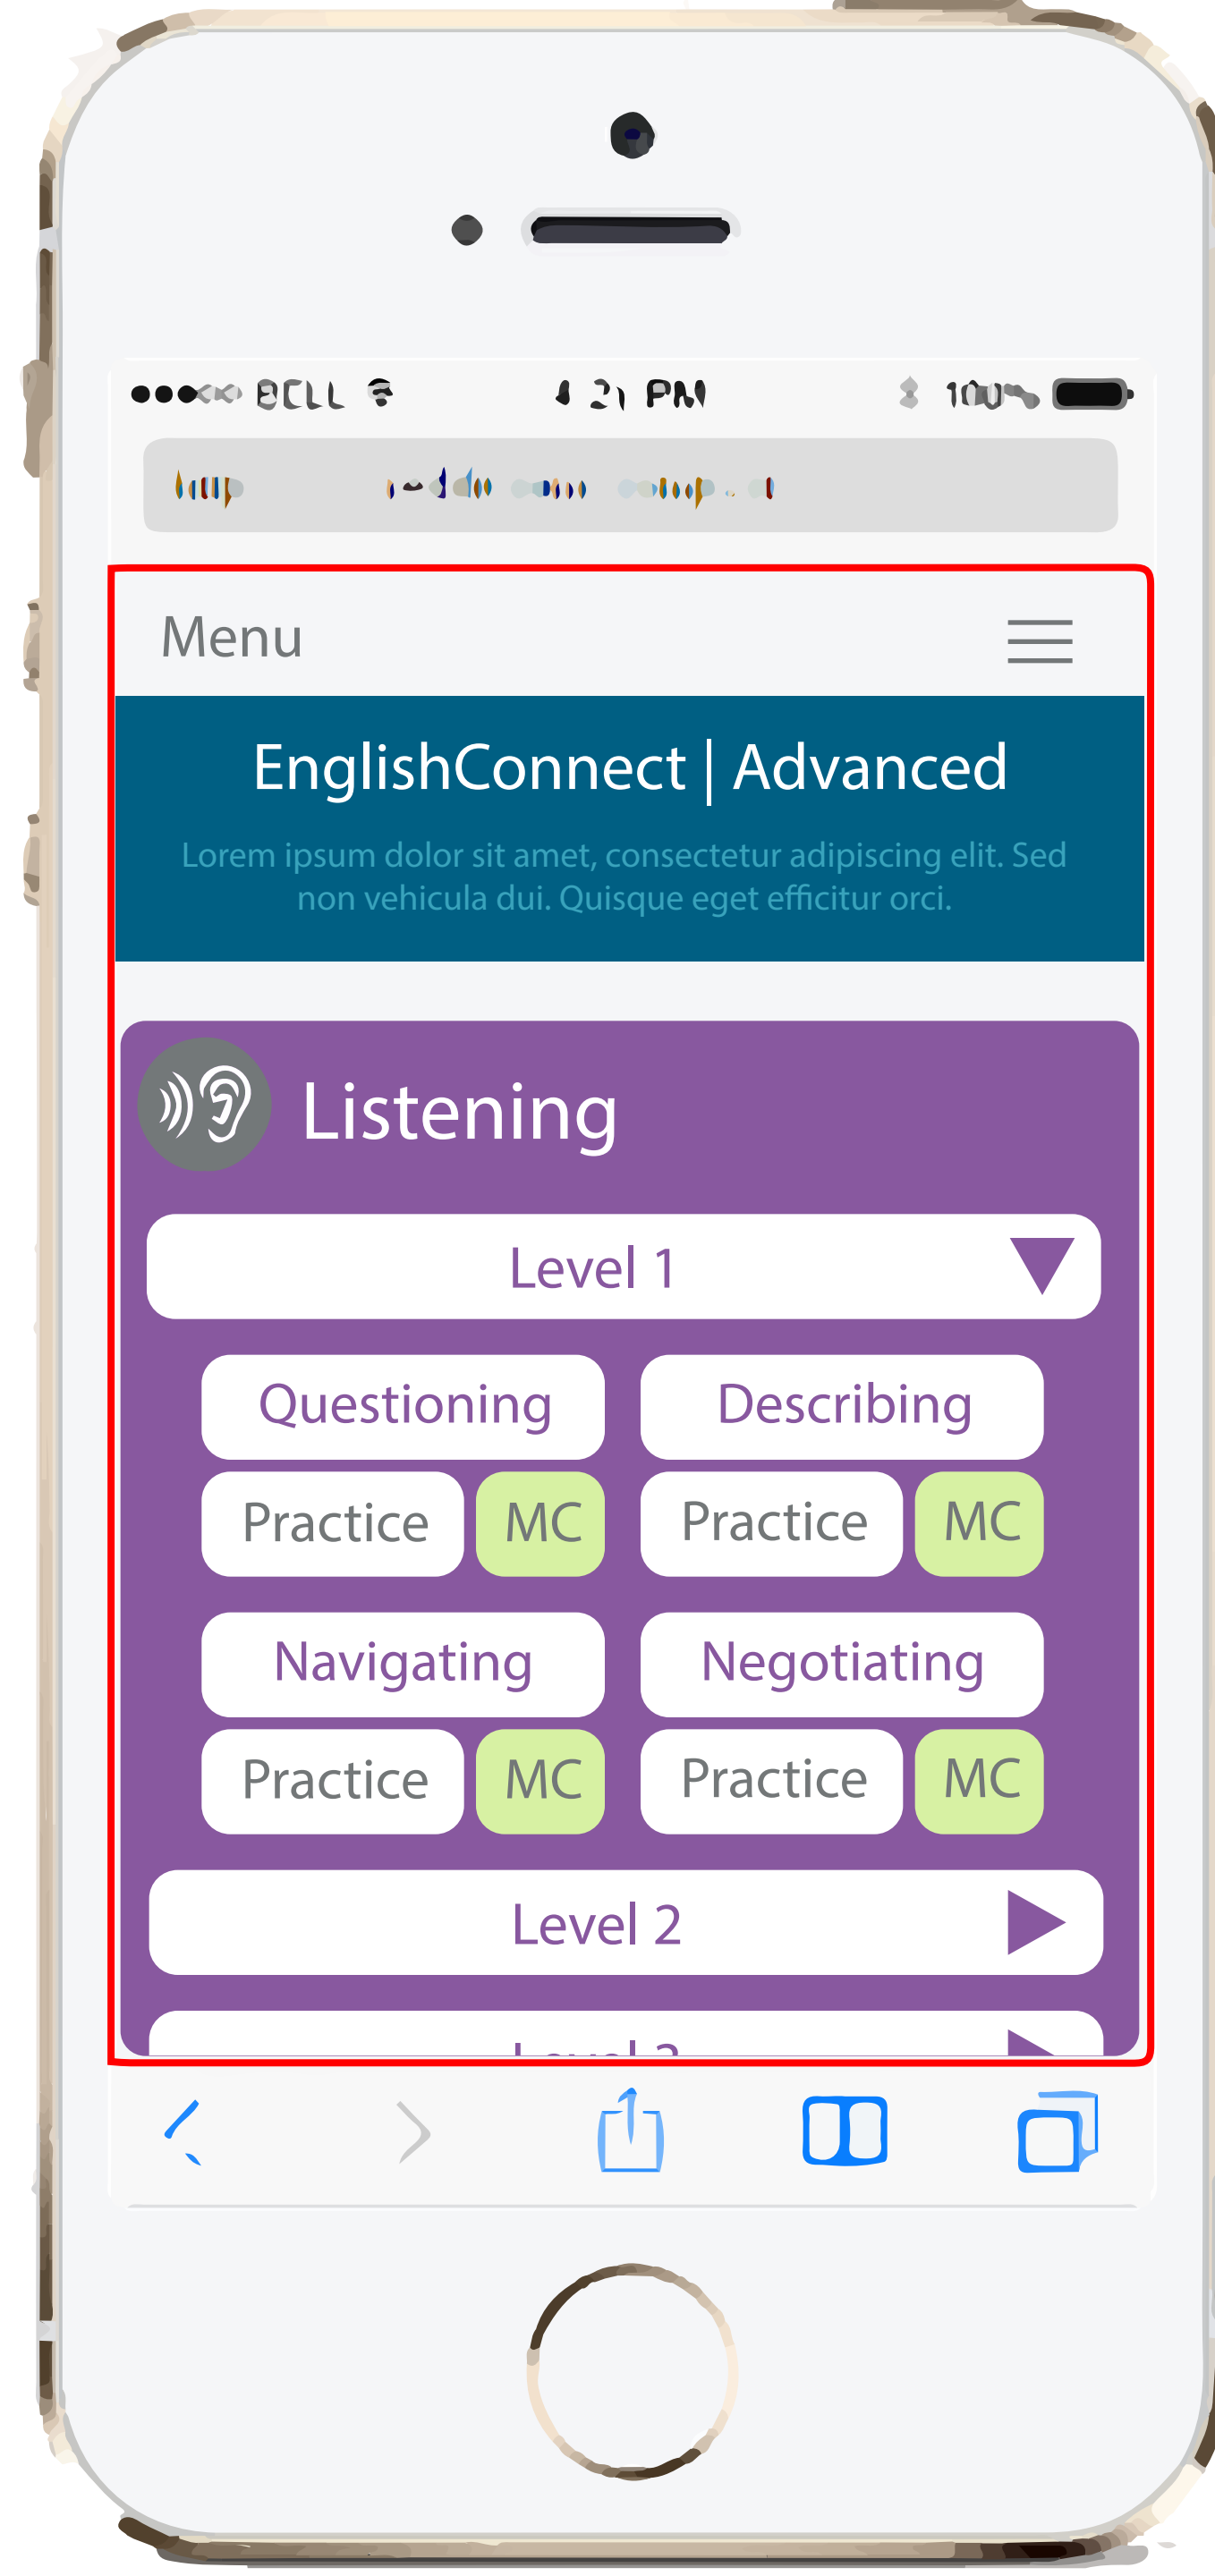 PM
Menu
EnglishConnect | Advanced
Lorem ipsum dolor sit amet, consectetur adipiscing elit. Sed
non vehicula dui. Quisque eget efficitur orci.
Listening
Level 1
Questioning Describing
Practice MC Practice MC
Navigating Negotiating
Practice MC Practice MC
Level 2